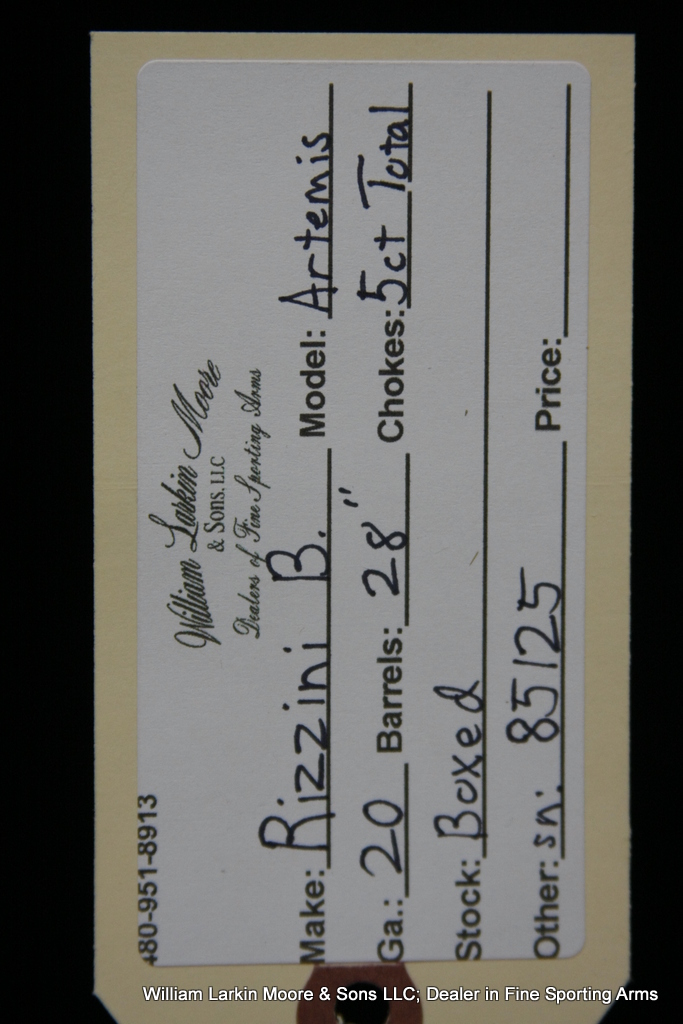 480-951-8913
William Larkin Moore
& SONS, LLC
Dealers of Fine Sporting Arms
Make: Rizzini B. Model: Artemis
Ga.: 20 Barrels: 28" Chokes: 5ct Total
Stock: Boxed
Other: sn: 85125 Price:
William Larkin Moore & Sons LLC; Dealer in Fine Sporting Arms